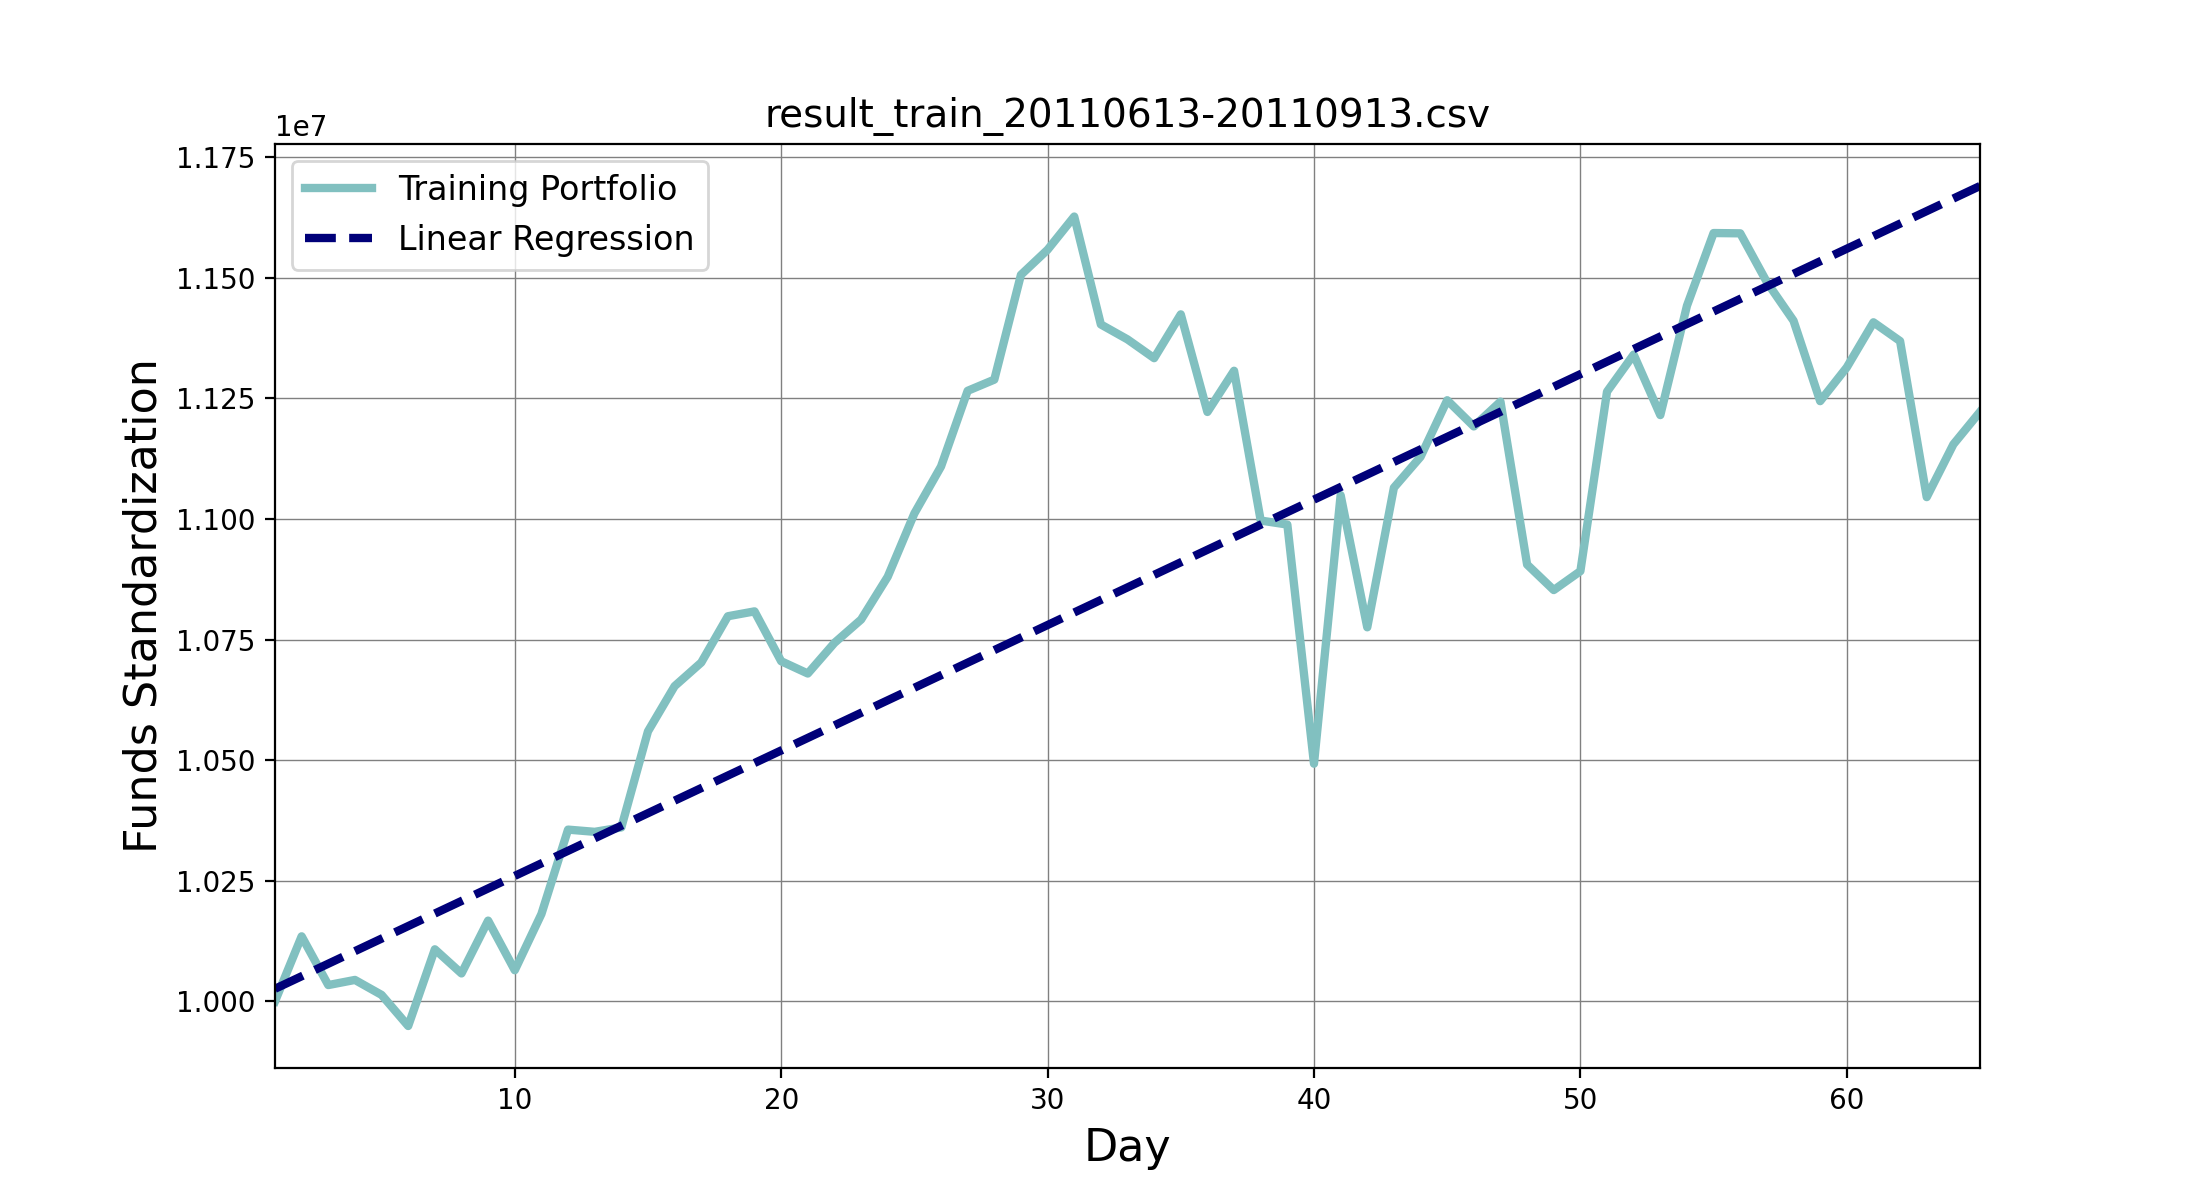 result_train_20110613-20110913.csv
1e7
1.175
1.150
1.125
1.100
1.075
1.050
1.025
1.000
Funds Standardization
Training Portfolio
Linear Regression
10 20 30 40 50 60
Day